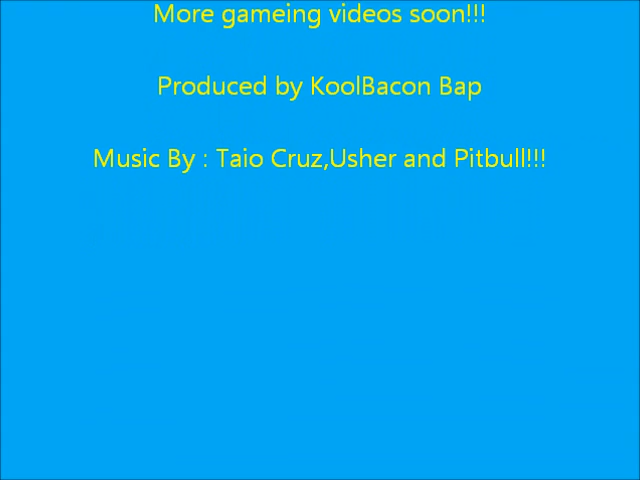 More gameing videos soon!!!
Produced by KoolBacon Bap
Music By : Taio Cruz,Usher and Pitbull!!!